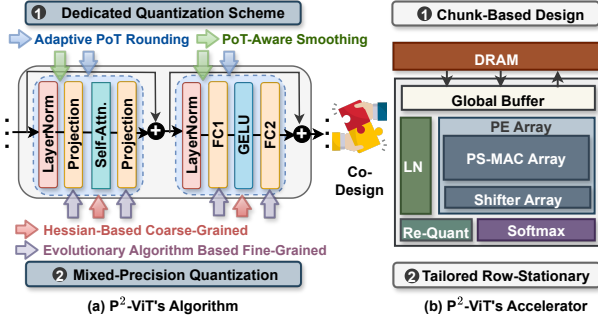 ❶ Dedicated Quantization Scheme
Adaptive PoT Rounding
PoT-Aware Smoothing
LayerNorm
Projection
Self-Attn.
Projection
LayerNorm
FC1
GELU
FC2
Co-
Design
Hessian-Based Coarse-Grained
Evolutionary Algorithm Based Fine-Grained
❷ Mixed-Precision Quantization
(a) P²-ViT's Algorithm
❶ Chunk-Based Design
DRAM
Global Buffer
LN
PE Array
PS-MAC Array
Shifter Array
Re-Quant
Softmax
❷ Tailored Row-Stationary
(b) P²-ViT's Accelerator